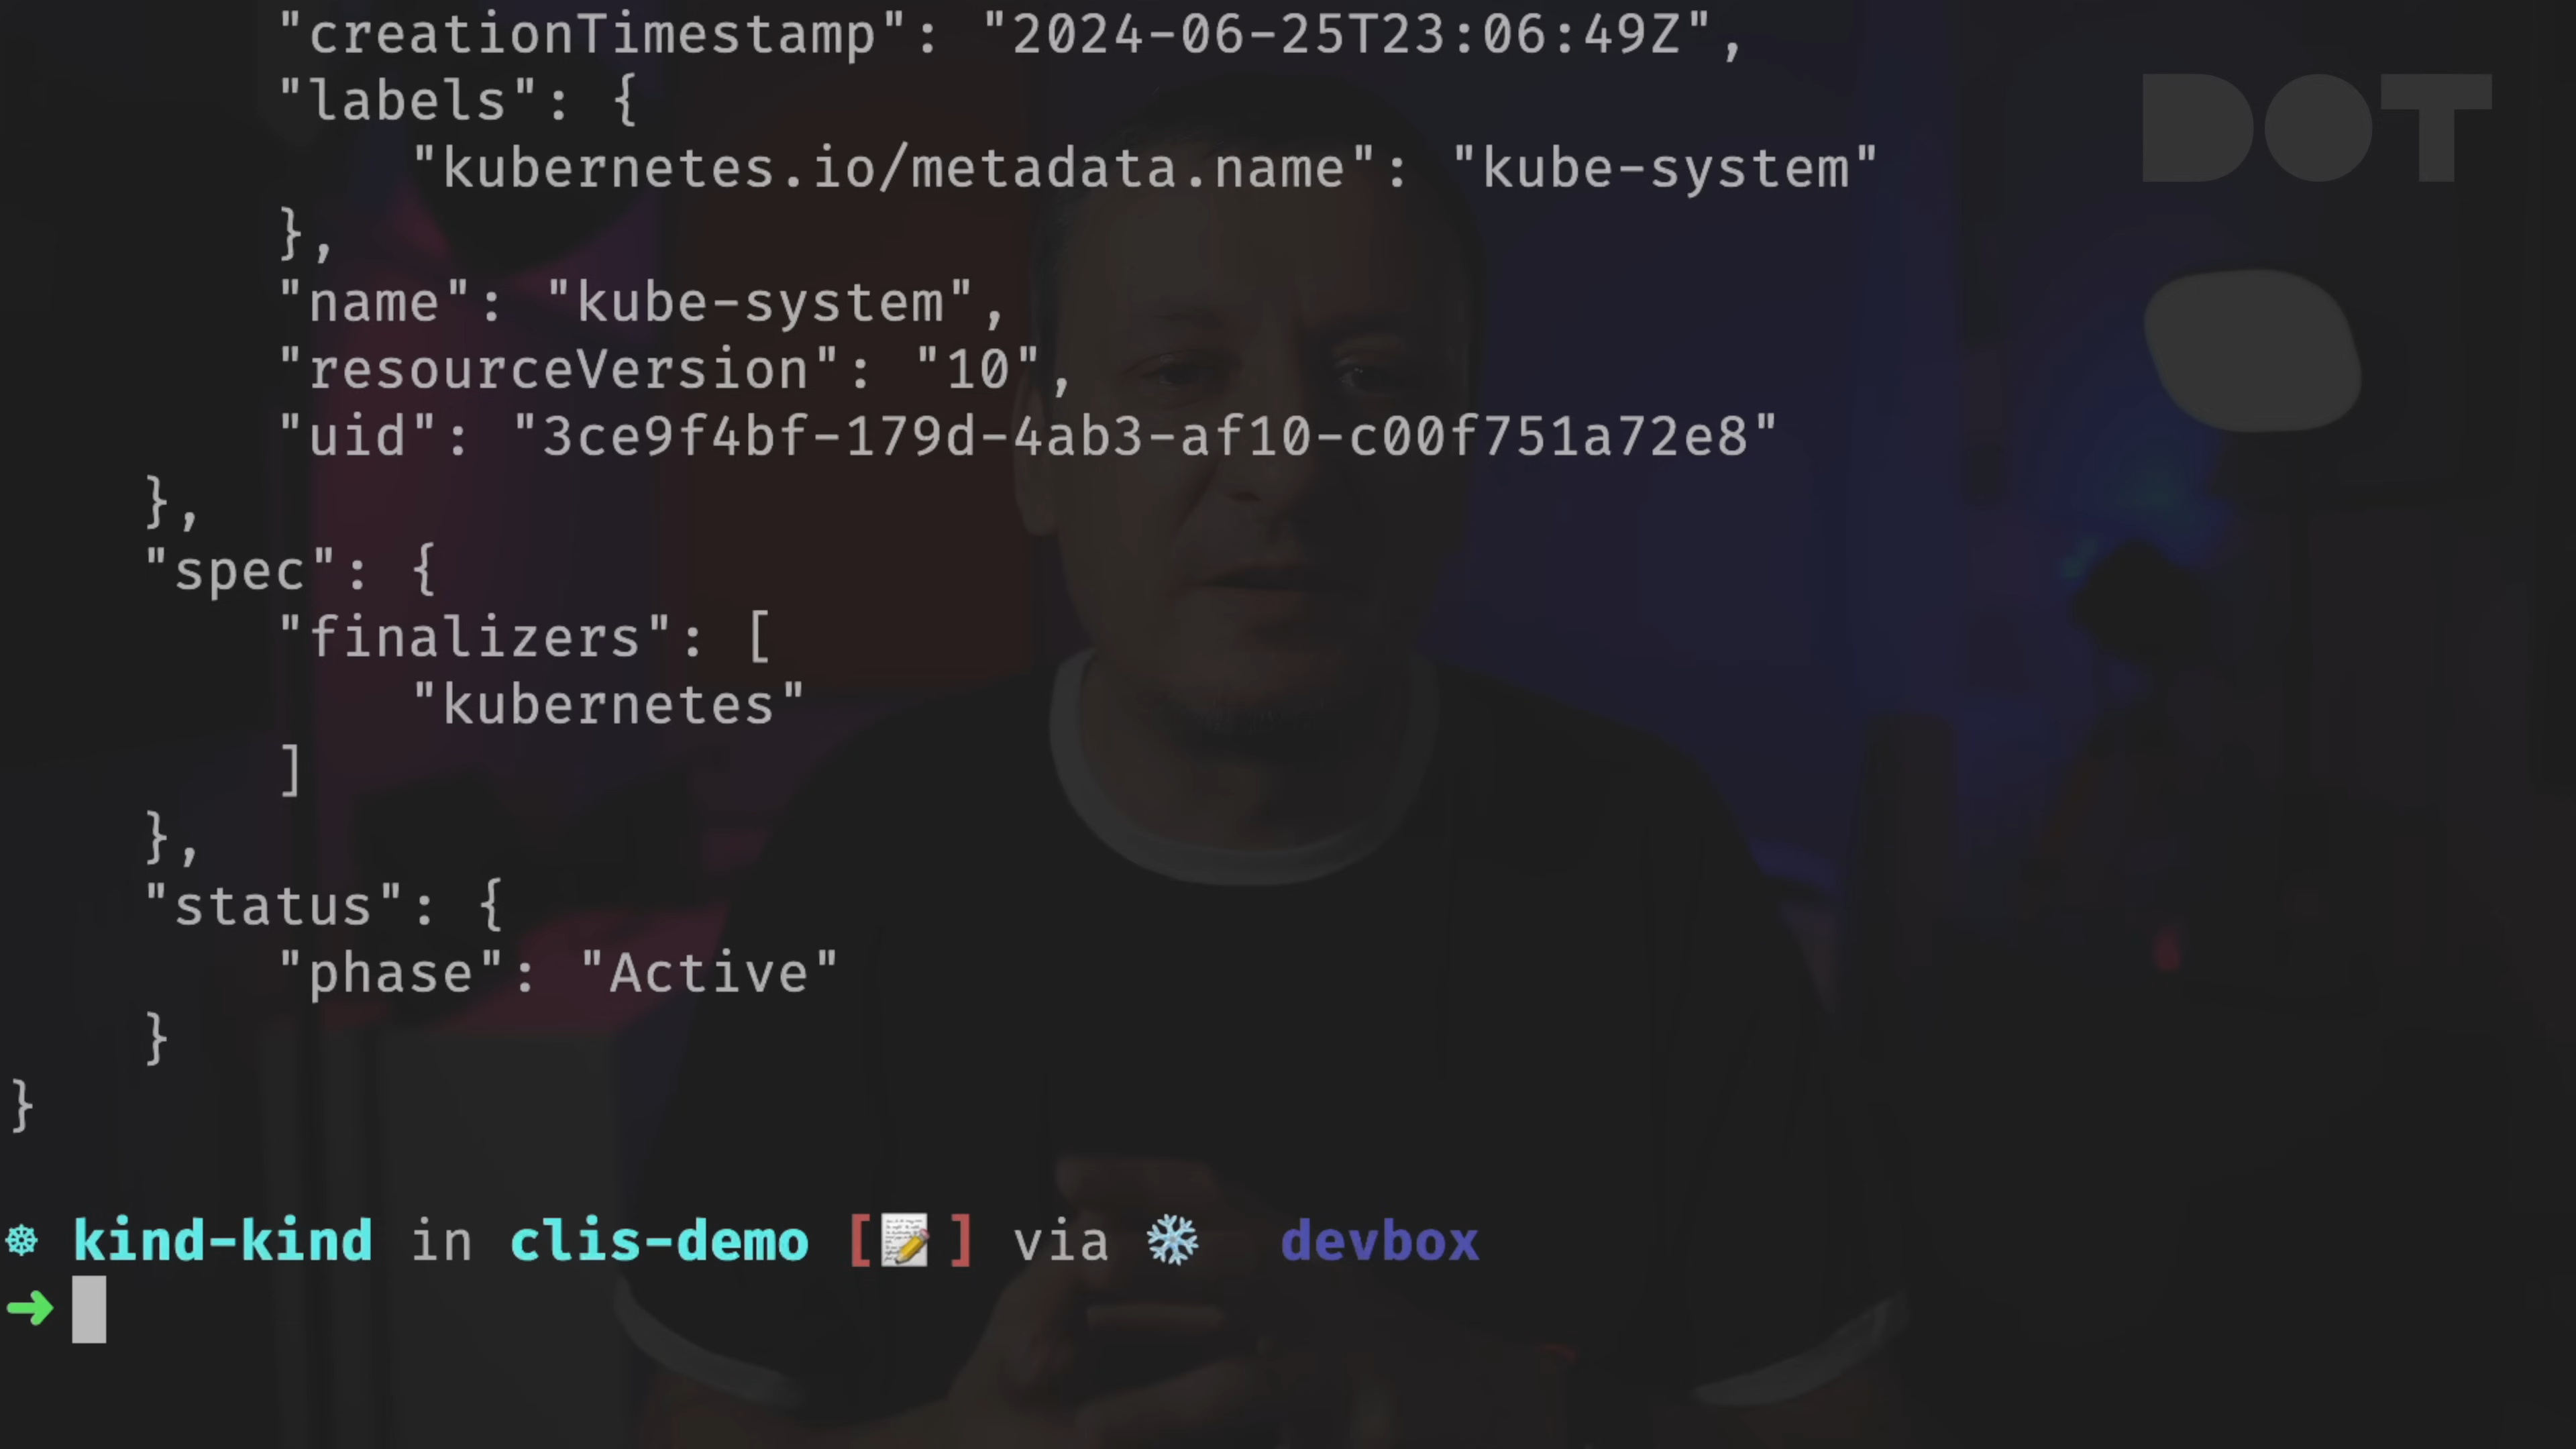 "creationTimestamp": "2024-06-25T23:06:49Z",
DOT
"labels": {
"kubernetes.io/metadata.name": "kube-system"
},
"name": "kube-system",
"resourceVersion": "10",
"uid": "3ce9f4bf-179d-4ab3-af10-c00f751a72e8"
},
"spec": {
"finalizers": [
"kubernetes"
]
},
"status": {
"phase": "Active"
}
}
☸ kind-kind in clis-demo [📝] via ❄️ devbox
➜